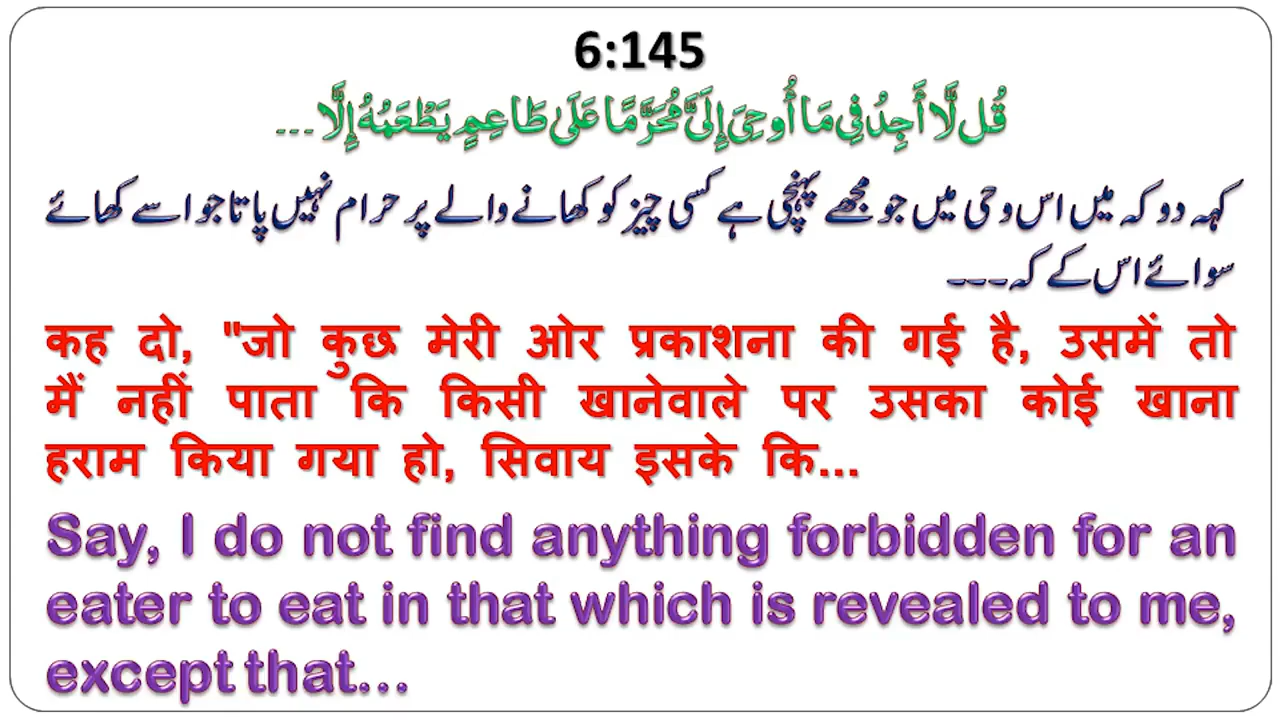 6:145
قُل لَّا أَجِدُ فِي مَا أُوحِيَ إِلَيَّ مُحَرَّمًا عَلَىٰ طَاعِمٍ يَطْعَمُهُ إِلَّا ...
کہہ دو کہ میں اس وحی میں جو مجھے پہنچی ہے کسی چیز کو کھانے والے پر حرام نہیں پاتا جو اسے کھائے
سوائے اس کے کہ۔۔۔
कह दो, "जो कुछ मेरी ओर प्रकाशना की गई है, उसमें तो
मैं नहीं पाता कि किसी खानेवाले पर उसका कोई खाना
हराम किया गया हो, सिवाय इसके कि...
Say, I do not find anything forbidden for an
eater to eat in that which is revealed to me,
except that...